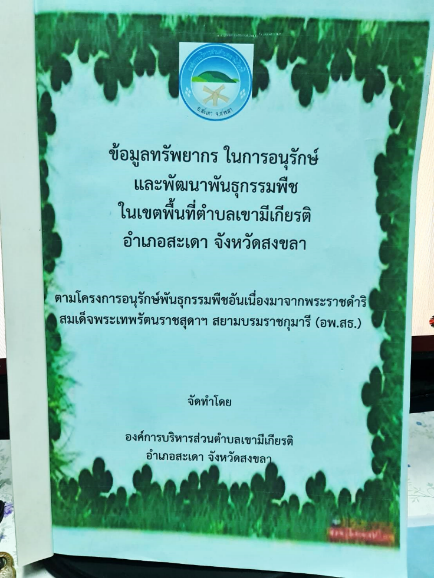 ข้อมูลทรัพยากร ในการอนุรักษ์
และพัฒนาพันธุกรรมพืช
ในเขตพื้นที่ตำบลเขามีเกียรติ
อำเภอสะเดา จังหวัดสงขลา
ตามโครงการอนุรักษ์พันธุกรรมพืชอันเนื่องมาจากพระราชดำริ
สมเด็จพระเทพรัตนราชสุดาฯ สยามบรมราชกุมารี (อพ.สธ.)
จัดทำโดย
องค์การบริหารส่วนตำบลเขามีเกียรติ
อำเภอสะเดา จังหวัดสงขลา